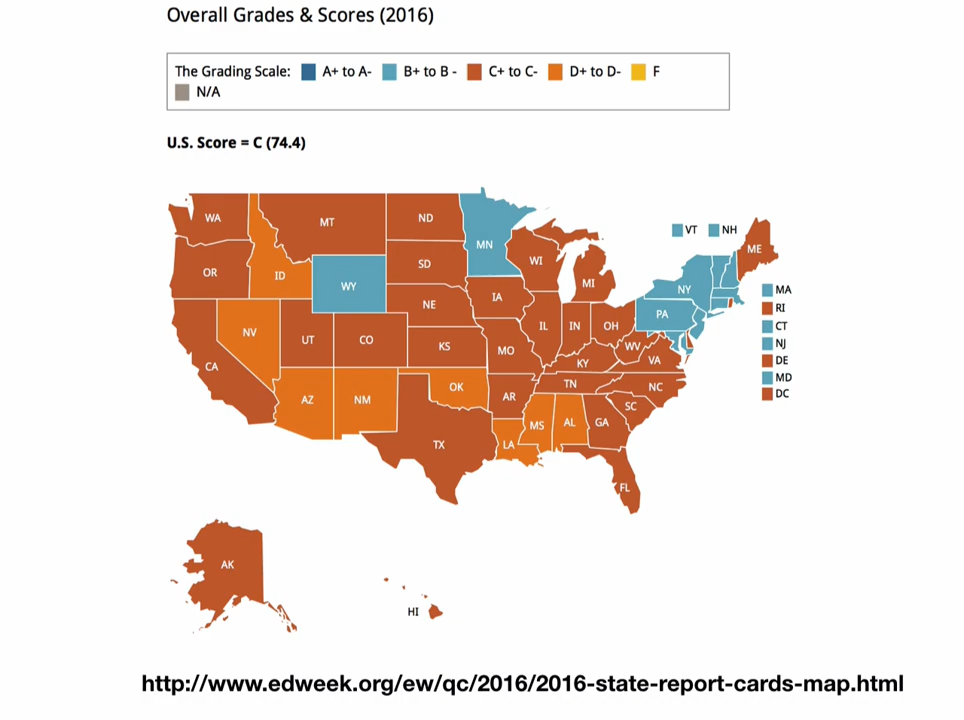 Overall Grades & Scores (2016)
The Grading Scale: A+ to A- B+ to B - C+ to C- D+ to D- F
N/A
U.S. Score = C (74.4)
WA
MT
ND
MN
VT NH
ME
OR
ID
WY
SD
WI
MI
NY
MA
RI
CT
NJ
DE
MD
DC
NV
UT
CO
NE
IA
IL
IN
OH
PA
CA
KS
MO
KY
WV
VA
AZ
NM
OK
AR
TN
NC
SC
MS
AL
GA
LA
TX
FL
AK
HI
http://www.edweek.org/ew/qc/2016/2016-state-report-cards-map.html